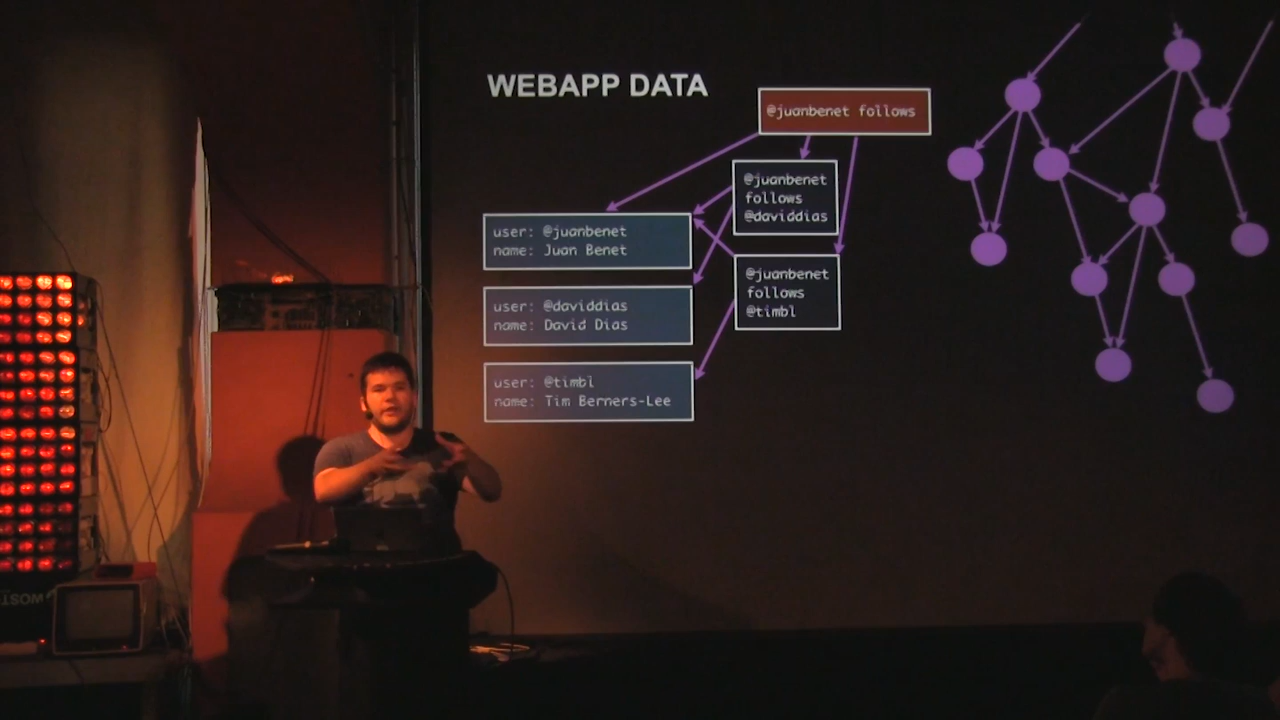 WEBAPP DATA
@juanbenet follows
@juanbenet
follows
@daviddias
user: @juanbenet
name: Juan Benet
@juanbenet
follows
@timbl
user: @daviddias
name: David Dias
user: @timbl
name: Tim Berners-Lee